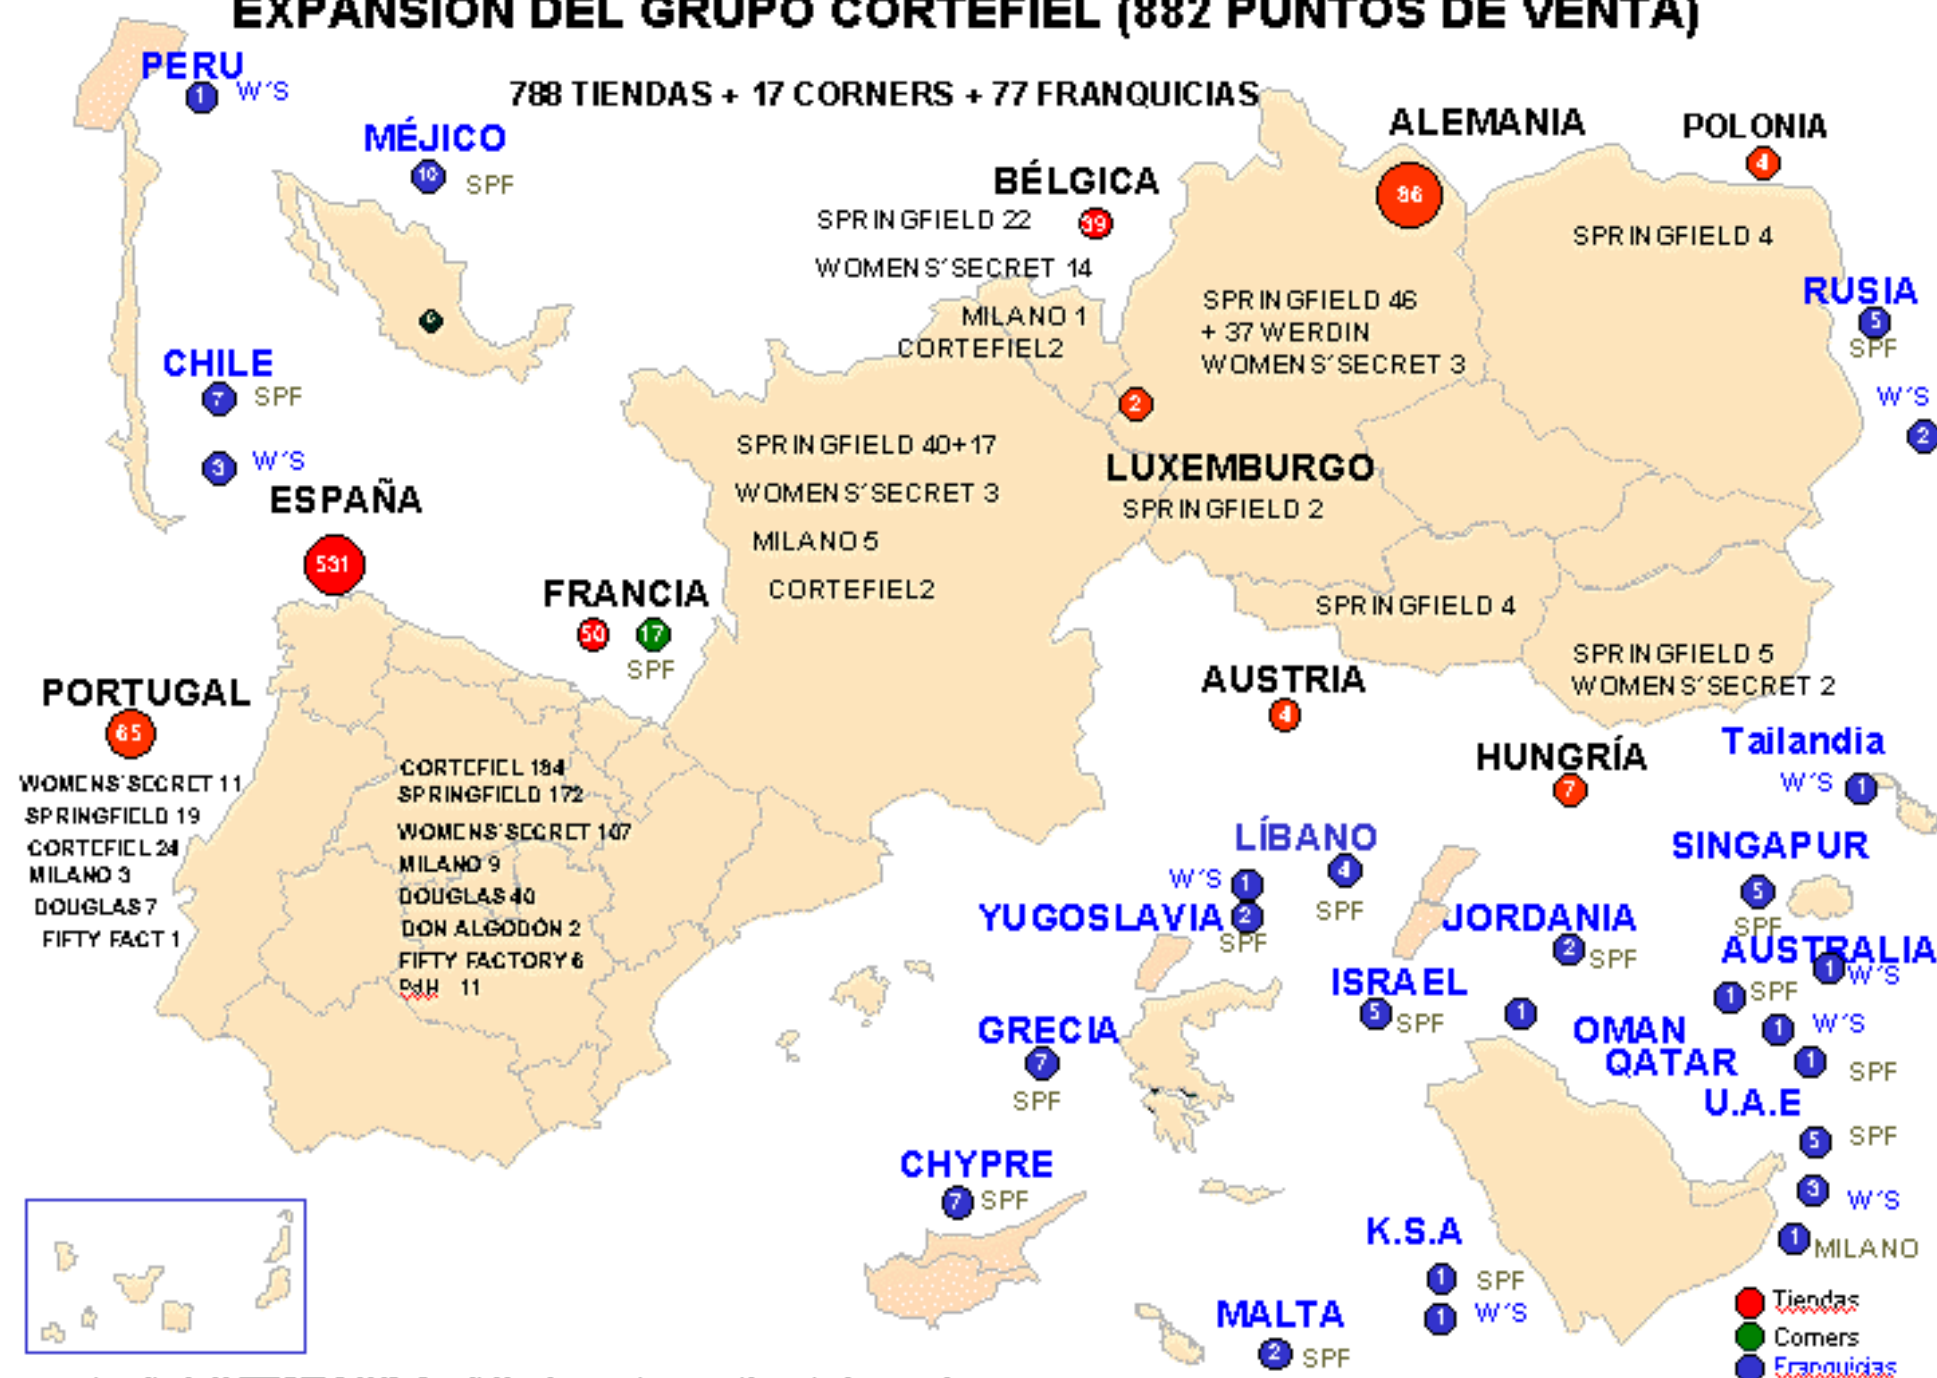 EXPANSIÓN DEL GRUPO CORTEFIEL (882 PUNTOS DE VENTA)
788 TIENDAS + 17 CORNERS + 77 FRANQUICIAS
PERU
1 W´S
MÉJICO
10 SPF
CHILE
7 SPF
3 W´S
ESPAÑA
531
CORTEFIEL 184
SPRINGFIELD 172
WOMENS´SECRET 107
MILANO 9
DOUGLAS 40
DON ALGODÓN 2
FIFTY FACTORY 6
PdH 11
PORTUGAL
65
WOMENS´SECRET 11
SPRINGFIELD 19
CORTEFIEL 24
MILANO 3
DOUGLAS 7
FIFTY FACT 1
FRANCIA
50 17
SPF
SPRINGFIELD 40+17
WOMENS´SECRET 3
MILANO 5
CORTEFIEL2
BÉLGICA
39
SPRINGFIELD 22
WOMENS´SECRET 14
MILANO 1
CORTEFIEL2
2
LUXEMBURGO
SPRINGFIELD 2
ALEMANIA
86
SPRINGFIELD 46
+ 37 WERDIN
WOMENS´SECRET 3
POLONIA
4
SPRINGFIELD 4
RUSIA
5
SPF
W´S
2
SPRINGFIELD 4
AUSTRIA
4
SPRINGFIELD 5
WOMENS´SECRET 2
HUNGRÍA
7
Tailandia
W´S 1
SINGAPUR
5
SPF
LÍBANO
4
SPF
W´S 1
YUGOSLAVIA 2
SPF
JORDANIA
2 SPF
AUSTRALIA
1 W´S
ISRAEL
5 SPF
1
1 SPF
OMAN
1 W´S
QATAR
1 SPF
GRECIA
7
SPF
U.A.E
5 SPF
3 W´S
1 MILANO
CHYPRE
7 SPF
K.S.A
1 SPF
1 W´S
MALTA
2 SPF
Tiendas
Corners
Franquicias